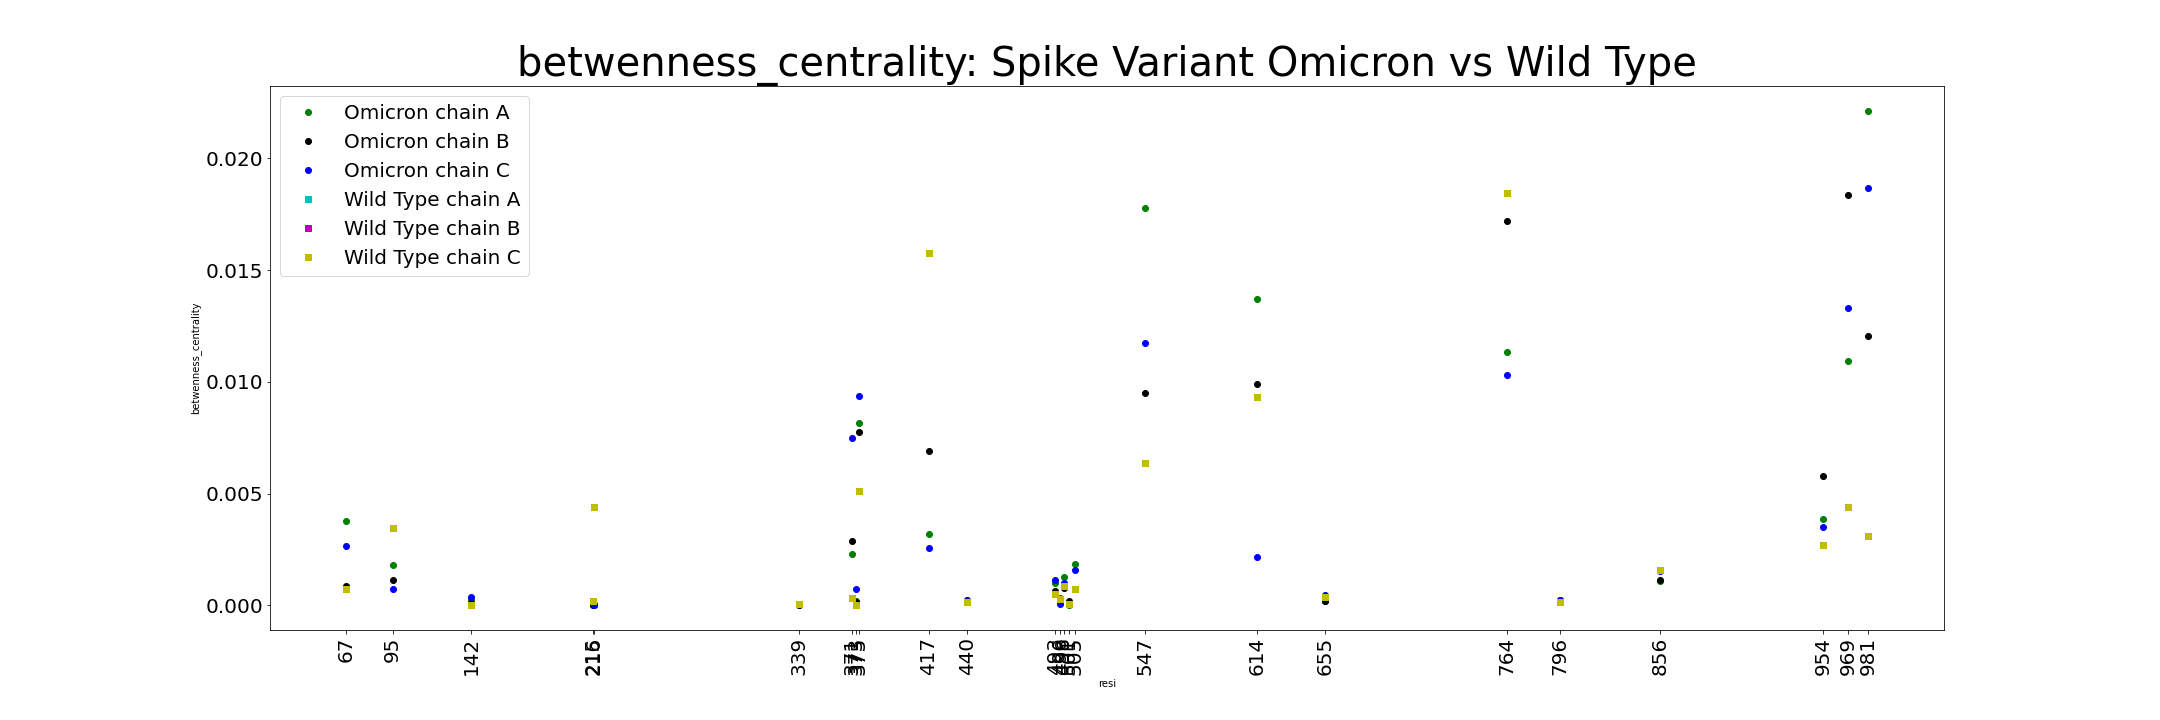 betwenness_centrality: Spike Variant Omicron vs Wild Type
Omicron chain A
Omicron chain B
Omicron chain C
Wild Type chain A
Wild Type chain B
Wild Type chain C
betwenness_centrality
0.020
0.015
0.010
0.005
0.000
67 95 142 339 417 440 505 547 614 655 764 796 856 954 969 981
resi